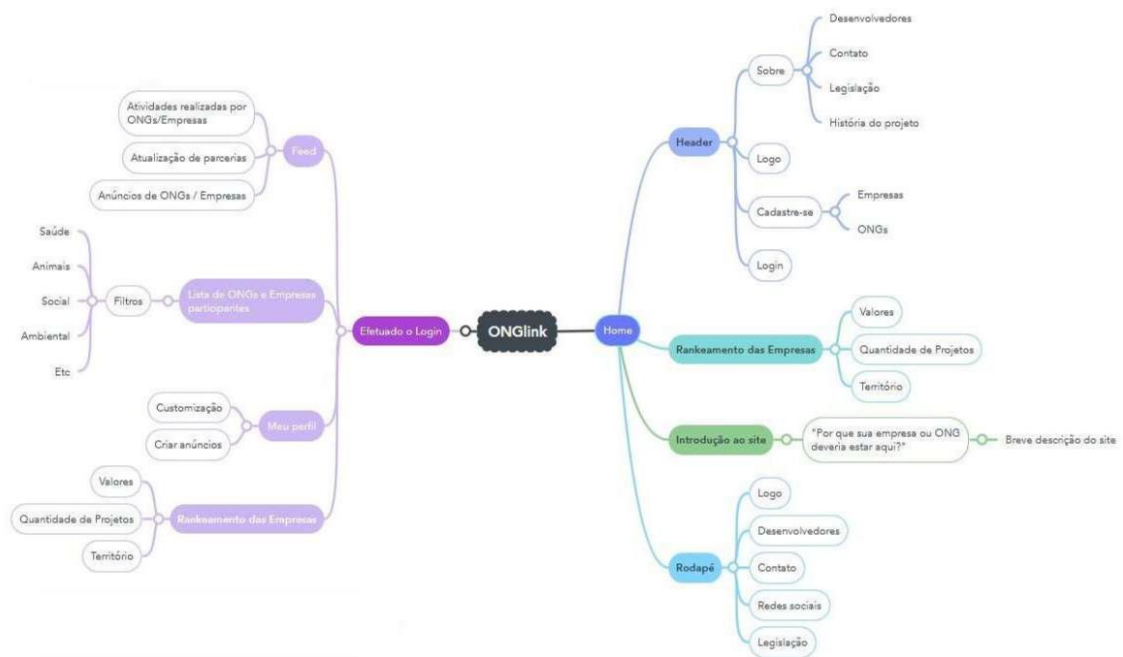 ONGlink
Home
Header
Sobre
Desenvolvedores
Contato
Legislação
História do projeto
Logo
Cadastre-se
Empresas
ONGs
Login
Rankeamento das Empresas
Valores
Quantidade de Projetos
Território
Introdução ao site
"Por que sua empresa ou ONG
deveria estar aqui?"
Breve descrição do site
Rodapé
Logo
Desenvolvedores
Contato
Redes sociais
Legislação
Efetuado o Login
Feed
Atividades realizadas por
ONGs/Empresas
Atualização de parcerias
Anúncios de ONGs / Empresas
Lista de ONGs e Empresas
participantes
Filtros
Saúde
Animais
Social
Ambiental
Etc
Meu perfil
Customização
Criar anúncios
Rankeamento das Empresas
Valores
Quantidade de Projetos
Território